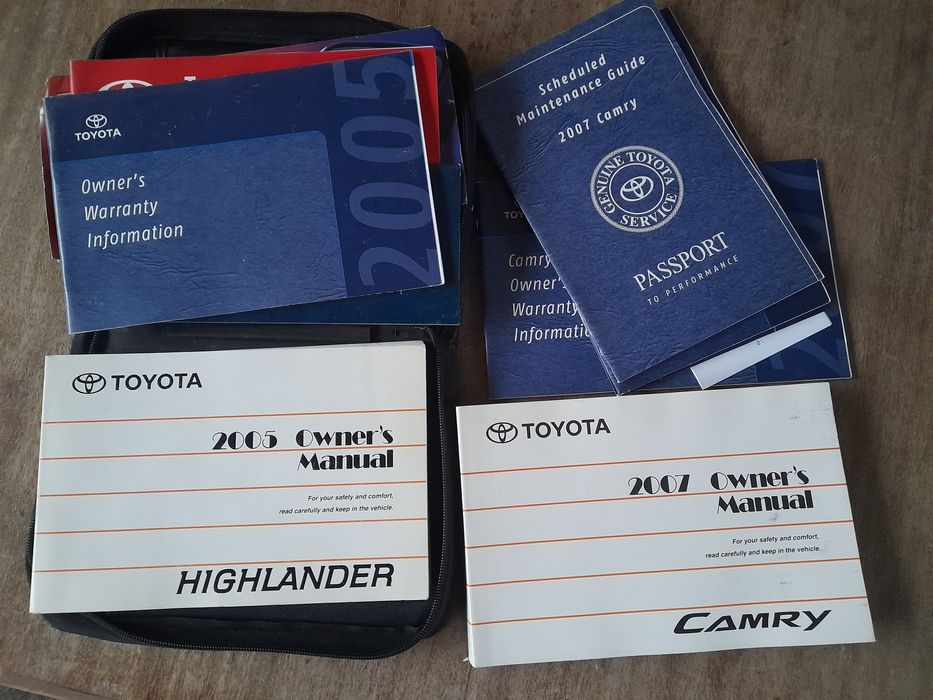 TOYOTA
Owner's
Warranty
Information
2005
Scheduled
Maintenance Guide
2007 Camry
GENUINE TOYOTA
SERVICE
PASSPORT
TO PERFORMANCE
Camry
Owner'
Warranty
TOYOTA
2005 Owner's
Manual
For your safety and comfort,
read carefully and keep in the vehicle.
HIGHLANDER
TOYOTA
2007 Owner's
Manual
For your safety and comfort,
read carefully and keep in the vehicle.
CAMRY